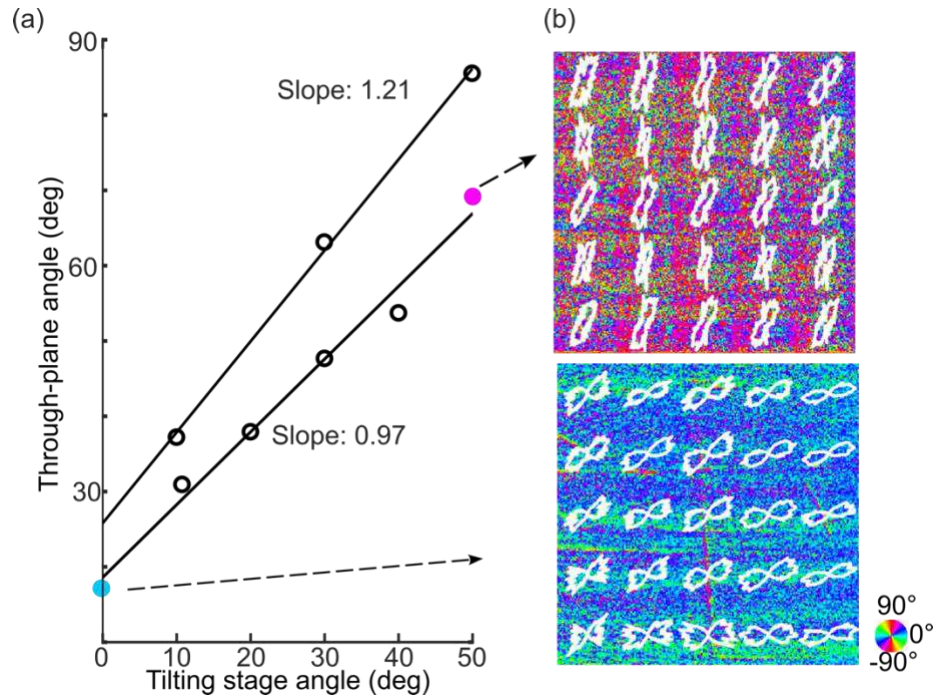 (a)
(b)
90
60
30
Through-plane angle (deg)
Slope: 1.21
Slope: 0.97
0 10 20 30 40 50
Tilting stage angle (deg)
90°
0°
-90°